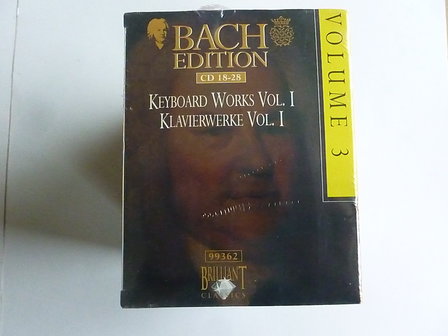 BACH
EDITION
CD 18-28
KEYBOARD WORKS VOL. I
KLAVIERWERKE VOL. I
VOLUME 3
99362
BRILLIANT
CLASSICS